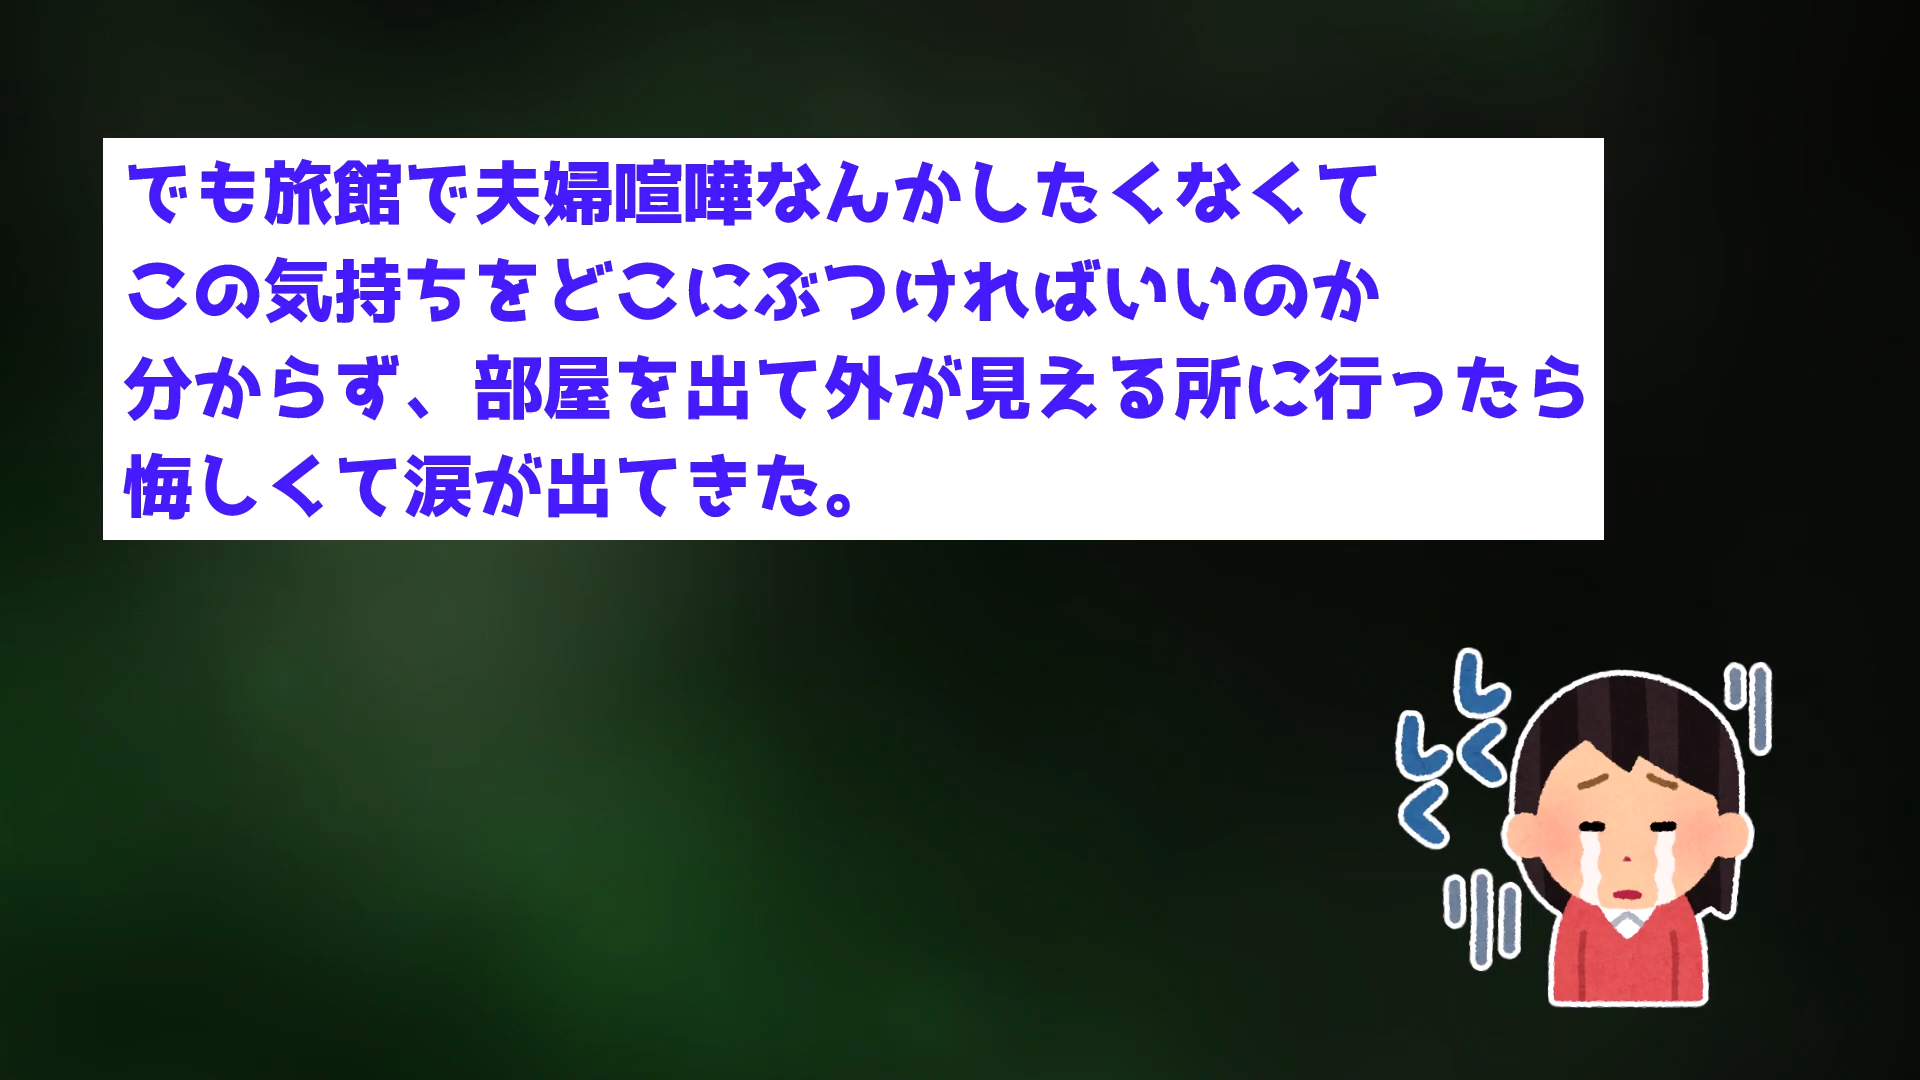 でも旅館で夫婦喧嘩なんかしたくなくて
この気持ちをどこにぶつければいいのか
分からず、部屋を出て外が見える所に行ったら
悔しくて涙が出てきた。
しく
しく